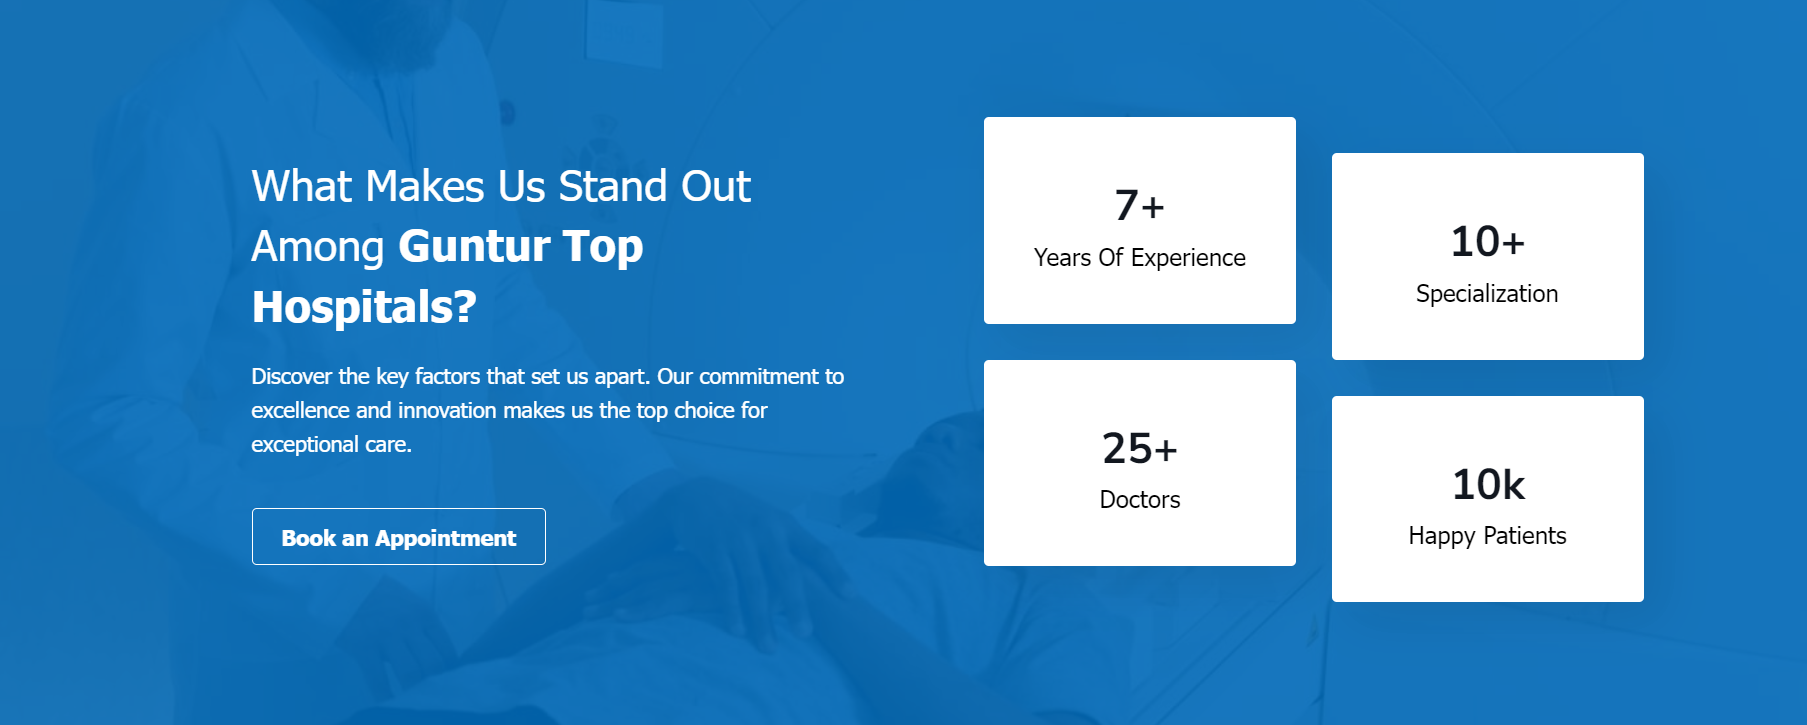 What Makes Us Stand Out
Among Guntur Top
Hospitals?
Discover the key factors that set us apart. Our commitment to
excellence and innovation makes us the top choice for
exceptional care.
Book an Appointment
7+
Years Of Experience
10+
Specialization
25+
Doctors
10k
Happy Patients